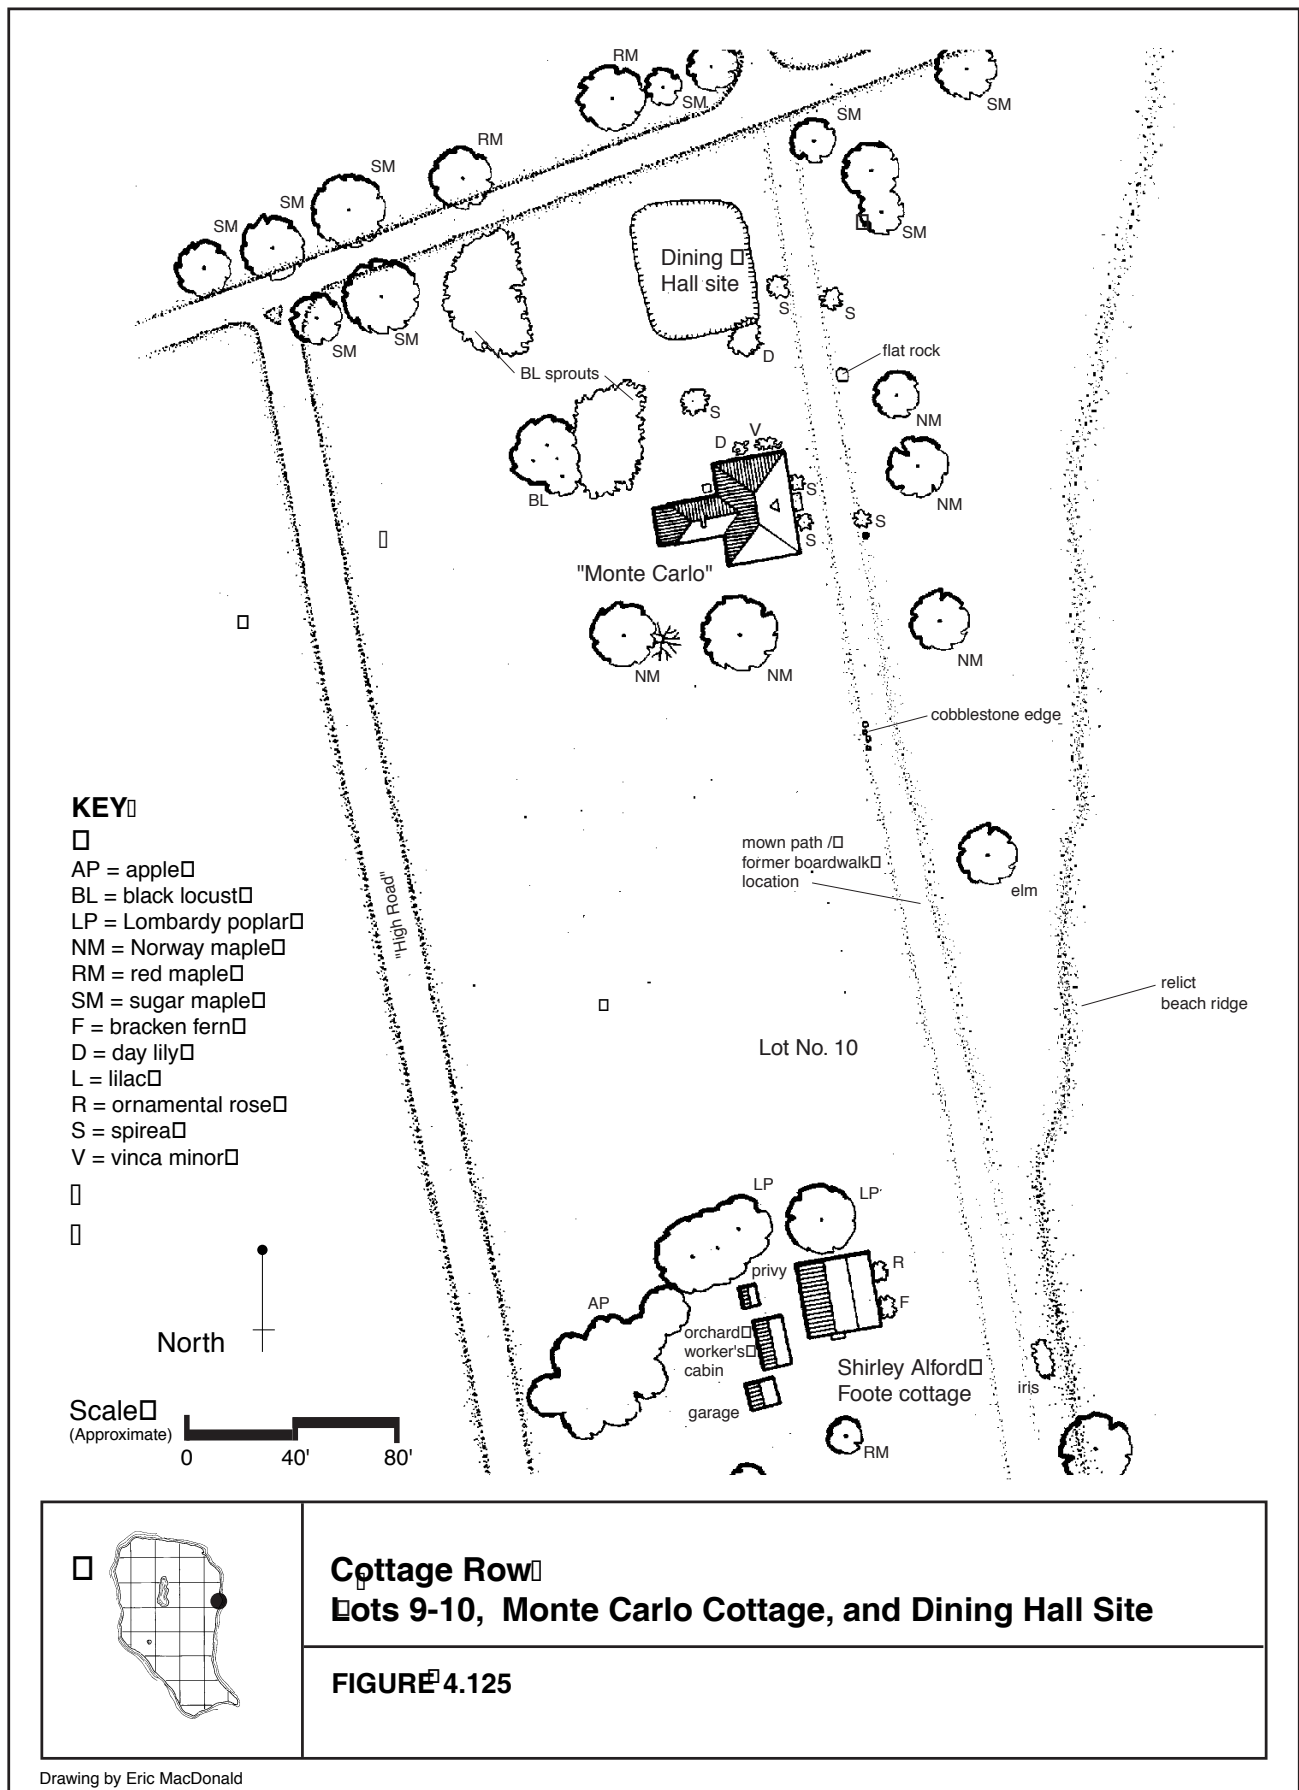 RM
SM
SM
RM
SM
SM
SM
SM
SM
SM
SM
SM
Dining
Hall site
S
S
D
flat rock
BL sprouts
S
NM
D
V
BL
S
NM
S
S
"Monte Carlo"
NM
NM
NM
cobblestone edge
KEY
AP = apple
BL = black locust
LP = Lombardy poplar
NM = Norway maple
RM = red maple
SM = sugar maple
F = bracken fern
D = day lily
L = lilac
R = ornamental rose
S = spirea
V = vinca minor
mown path /
former boardwalk
location
elm
"High Road"
relict
beach ridge
Lot No. 10
LP
LP
privy
R
F
AP
orchard
worker's
cabin
garage
Shirley Alford
Foote cottage
iris
RM
North
Scale
(Approximate)
0 40' 80'
Cottage Row
Lots 9-10, Monte Carlo Cottage, and Dining Hall Site
FIGURE 4.125
Drawing by Eric MacDonald